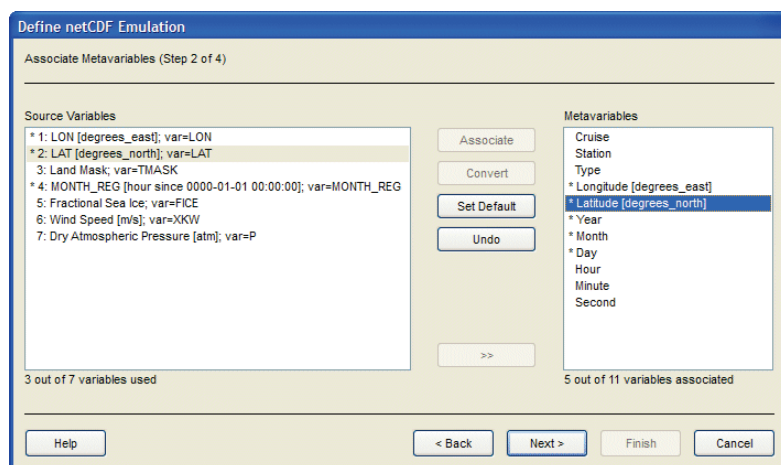 Define netCDF Emulation
Associate Metavariables (Step 2 of 4)
Source Variables
* 1: LON [degrees_east]; var=LON
* 2: LAT [degrees_north]; var=LAT
3: Land Mask; var=TMASK
* 4: MONTH_REG [hour since 0000-01-01 00:00:00]; var=MONTH_REG
5: Fractional Sea Ice; var=FICE
6: Wind Speed [m/s]; var=XKW
7: Dry Atmospheric Pressure [atm]; var=P
3 out of 7 variables used
Associate
Convert
Set Default
Undo
>>
Metavariables
Cruise
Station
Type
* Longitude [degrees_east]
* Latitude [degrees_north]
* Year
* Month
* Day
Hour
Minute
Second
5 out of 11 variables associated
Help
< Back
Next >
Finish
Cancel